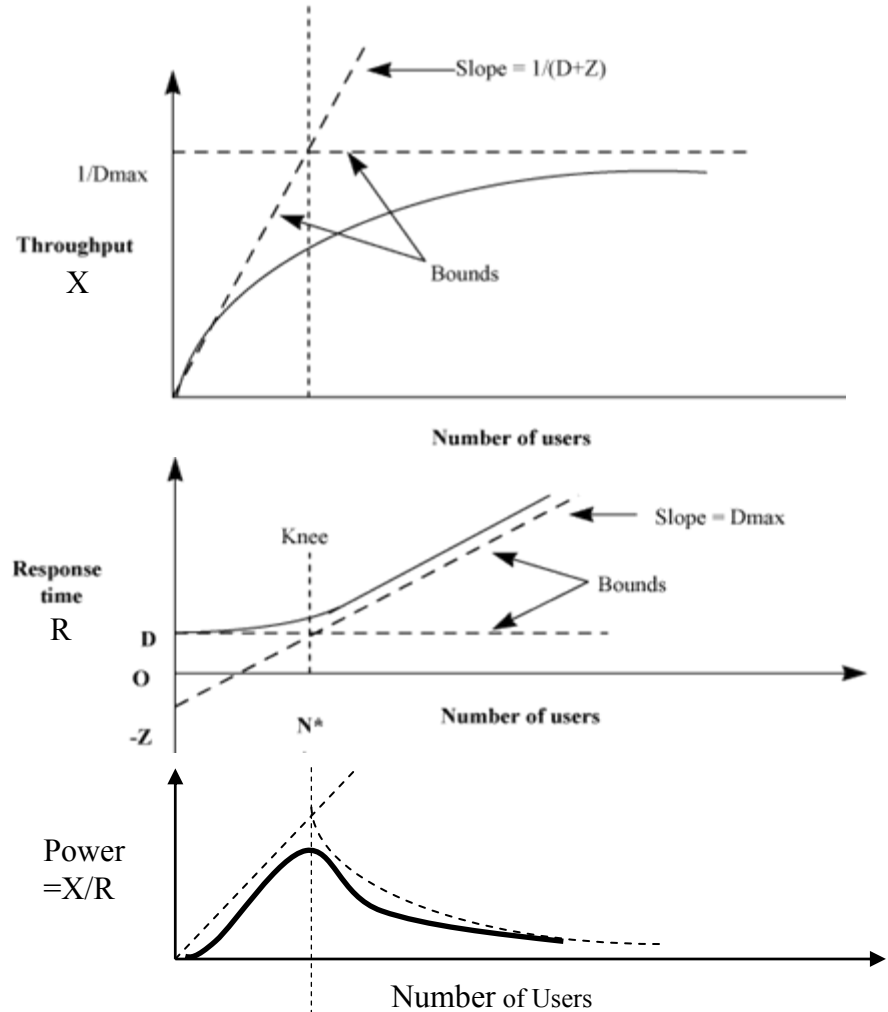 Slope = 1/(D+Z)
1/Dmax
Throughput
X
Bounds
Number of users
Knee
Slope = Dmax
Response
time
R
Bounds
D
O
-Z
N*
Number of users
Power
=X/R
Number of Users